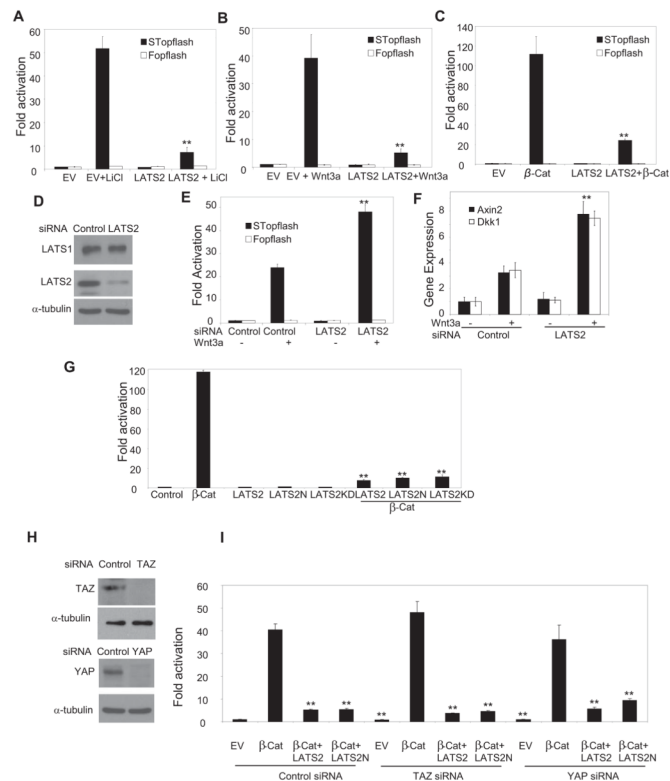 A
Fold activation
60
50
40
30
20
10
0
STopflash
Fopflash
**
EV EV+LiCl LATS2 LATS2 + LiCl
B
Fold activation
50
40
30
20
10
0
STopflash
Fopflash
**
EV EV + Wnt3a LATS2 LATS2+Wnt3a
C
Fold activation
140
120
100
80
60
40
20
0
STopflash
Fopflash
**
EV β-Cat LATS2 LATS2+β-Cat
D
siRNA Control LATS2
LATS1
LATS2
α-tubulin
E
Fold Activation
50
40
30
20
10
0
STopflash
Fopflash
**
siRNA Control Control LATS2 LATS2
Wnt3a - + - +
F
Gene Expression
8
6
4
2
0
Axin2
Dkk1
**
Wnt3a - + - +
siRNA Control LATS2
G
Fold activation
120
100
80
60
40
20
0
** ** **
Control β-Cat LATS2 LATS2N LATS2KD LATS2 LATS2N LATS2KD
β-Cat
H
siRNA Control TAZ
TAZ
α-tubulin
siRNA Control YAP
YAP
α-tubulin
I
Fold activation
60
50
40
30
20
10
0
** ** ** ** ** ** ** **
EV β-Cat β-Cat+ β-Cat+ EV β-Cat β-Cat+ β-Cat+ EV β-Cat β-Cat+ β-Cat+
LATS2 LATS2N LATS2 LATS2N LATS2 LATS2N
Control siRNA TAZ siRNA YAP siRNA